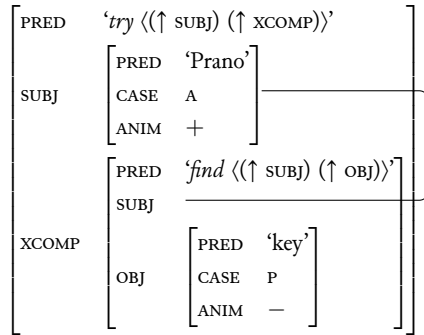 PRED ‘try ⟨(↑ SUBJ) (↑ XCOMP)⟩’
PRED ‘Prano’
SUBJ CASE A
ANIM +
PRED ‘find ⟨(↑ SUBJ) (↑ OBJ)⟩’
SUBJ
XCOMP PRED ‘key’
OBJ CASE P
ANIM −